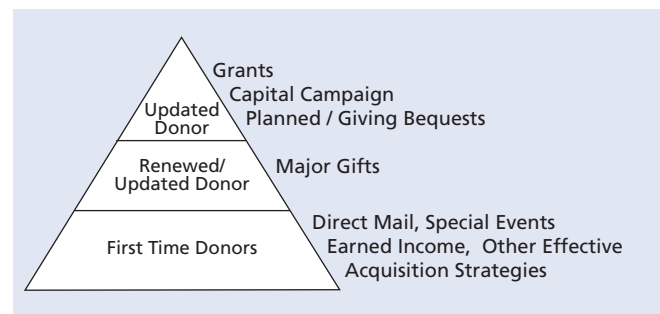 Grants
Capital Campaign
Updated
Donor
Planned / Giving Bequests
Renewed/
Updated Donor
Major Gifts
First Time Donors
Direct Mail, Special Events
Earned Income, Other Effective
Acquisition Strategies